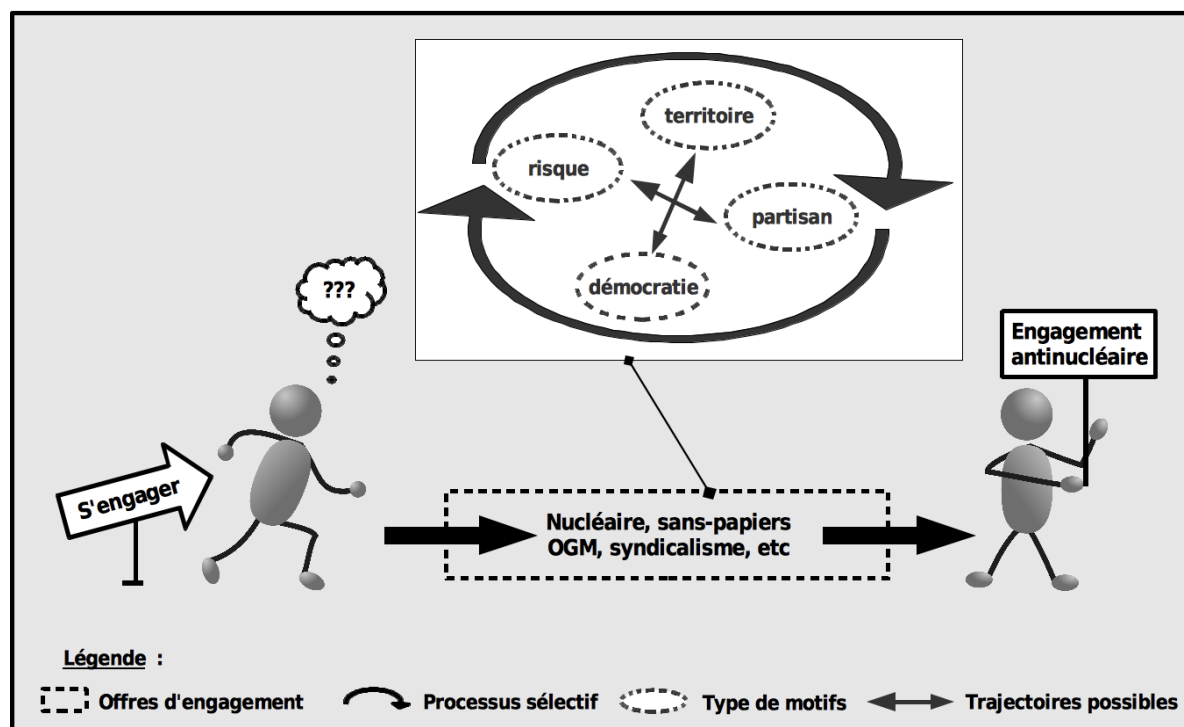 territoire
risque
partisan
démocratie
???
Engagement
antinucléaire
S'engager
Nucléaire, sans-papiers
OGM, syndicalisme, etc
Légende :
Offres d'engagement
Processus sélectif
Type de motifs
Trajectoires possibles